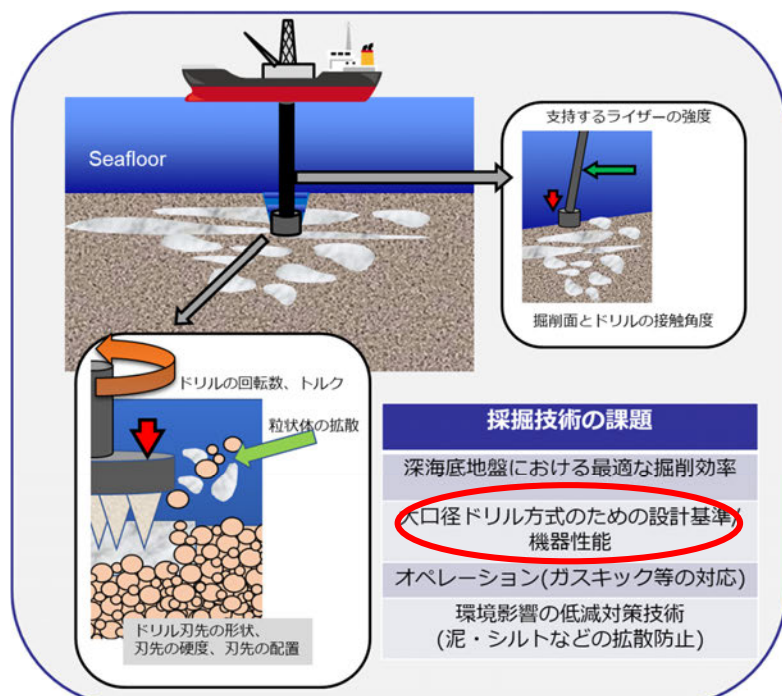 Seafloor
支持するライザーの強度
掘削面とドリルの接触角度
ドリルの回転数、トルク
粒状体の拡散
ドリル刃先の形状、
刃先の硬度、刃先の配置
採掘技術の課題
深海底地盤における最適な掘削効率
大口径ドリル方式のための設計基準/
機器性能
オペレーション(ガスキック等の対応)
環境影響の低減対策技術
(泥・シルトなどの拡散防止)